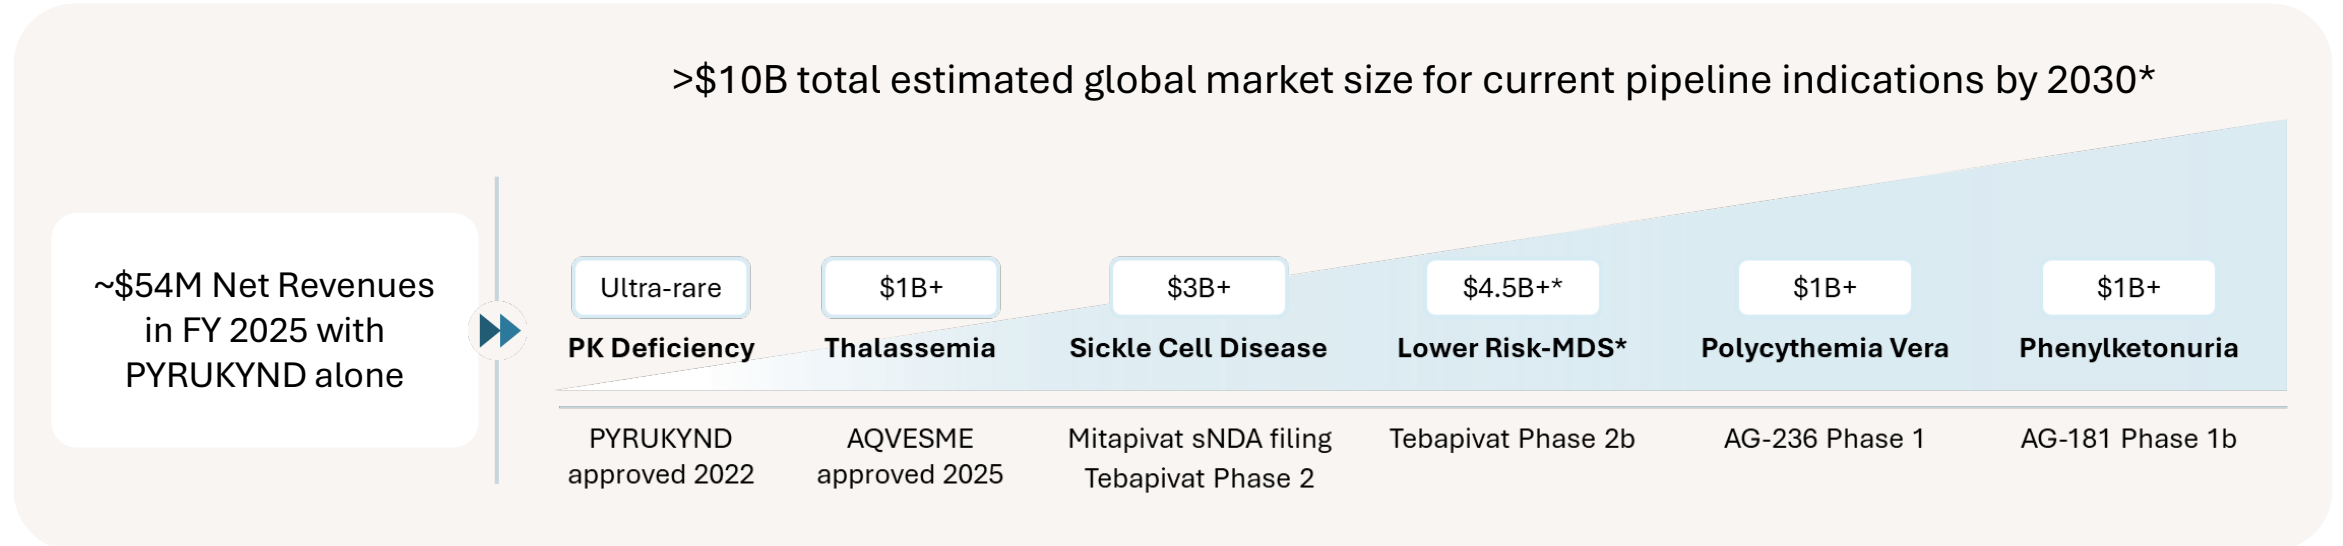 >$10B total estimated global market size for current pipeline indications by 2030*
~$54M Net Revenues
in FY 2025 with
PYRUKYND alone
Ultra-rare
PK Deficiency
PYRUKYND
approved 2022
$1B+
Thalassemia
AQVESME
approved 2025
$3B+
Sickle Cell Disease
Mitapivat sNDA filing
Tebapivat Phase 2
$4.5B+*
Lower Risk-MDS*
Tebapivat Phase 2b
$1B+
Polycythemia Vera
AG-236 Phase 1
$1B+
Phenylketonuria
AG-181 Phase 1b